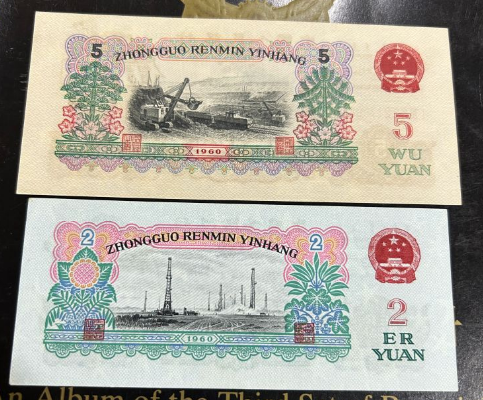 5 ZHONGGUO RENMIN YINHANG 5
5
WU
YUAN
1960
2 ZHONGGUO RENMIN YINHANG 2
2
ER
YUAN
1960
an Album of the Third Set of